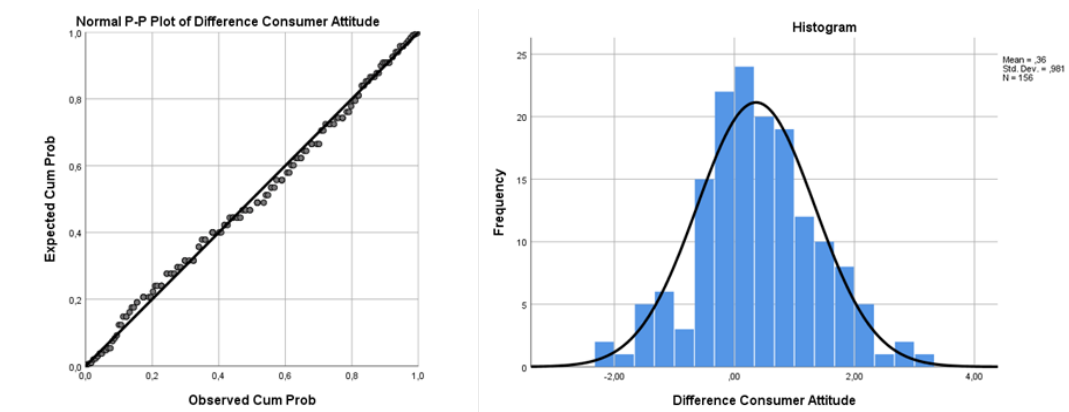 Normal P-P Plot of Difference Consumer Attitude
1,0
0,8
0,6
0,4
0,2
0,0
0,0 0,2 0,4 0,6 0,8 1,0
Expected Cum Prob
Observed Cum Prob
Histogram
Mean = ,36
Std. Dev. = ,981
N = 156
25
20
15
10
5
0
-2,00 ,00 2,00 4,00
Frequency
Difference Consumer Attitude